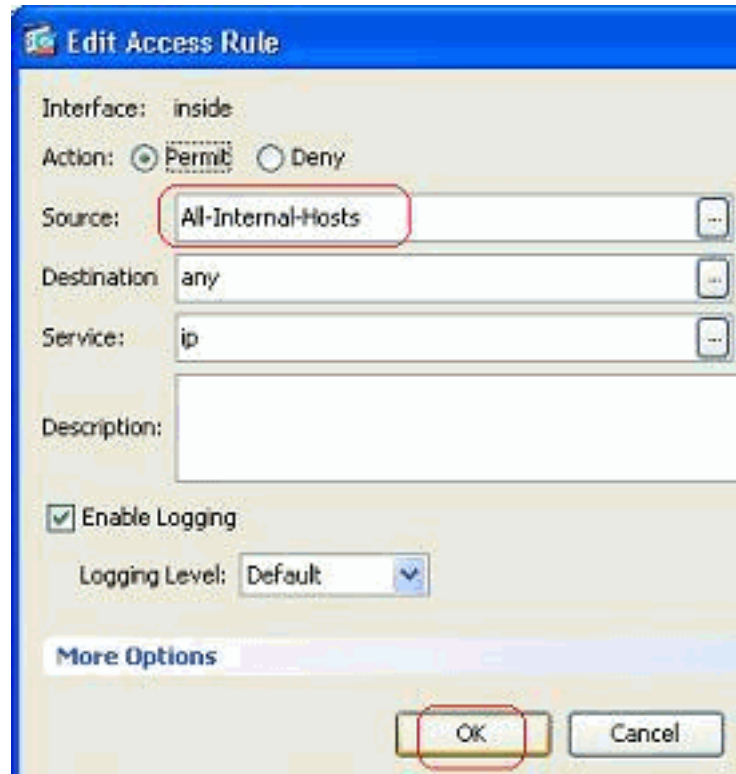 Edit Access Rule
Interface: inside
Action: Permit Deny
Source: All-Internal-Hosts ...
Destination any ...
Service: ip ...
Description:
Enable Logging
Logging Level: Default
More Options
OK Cancel